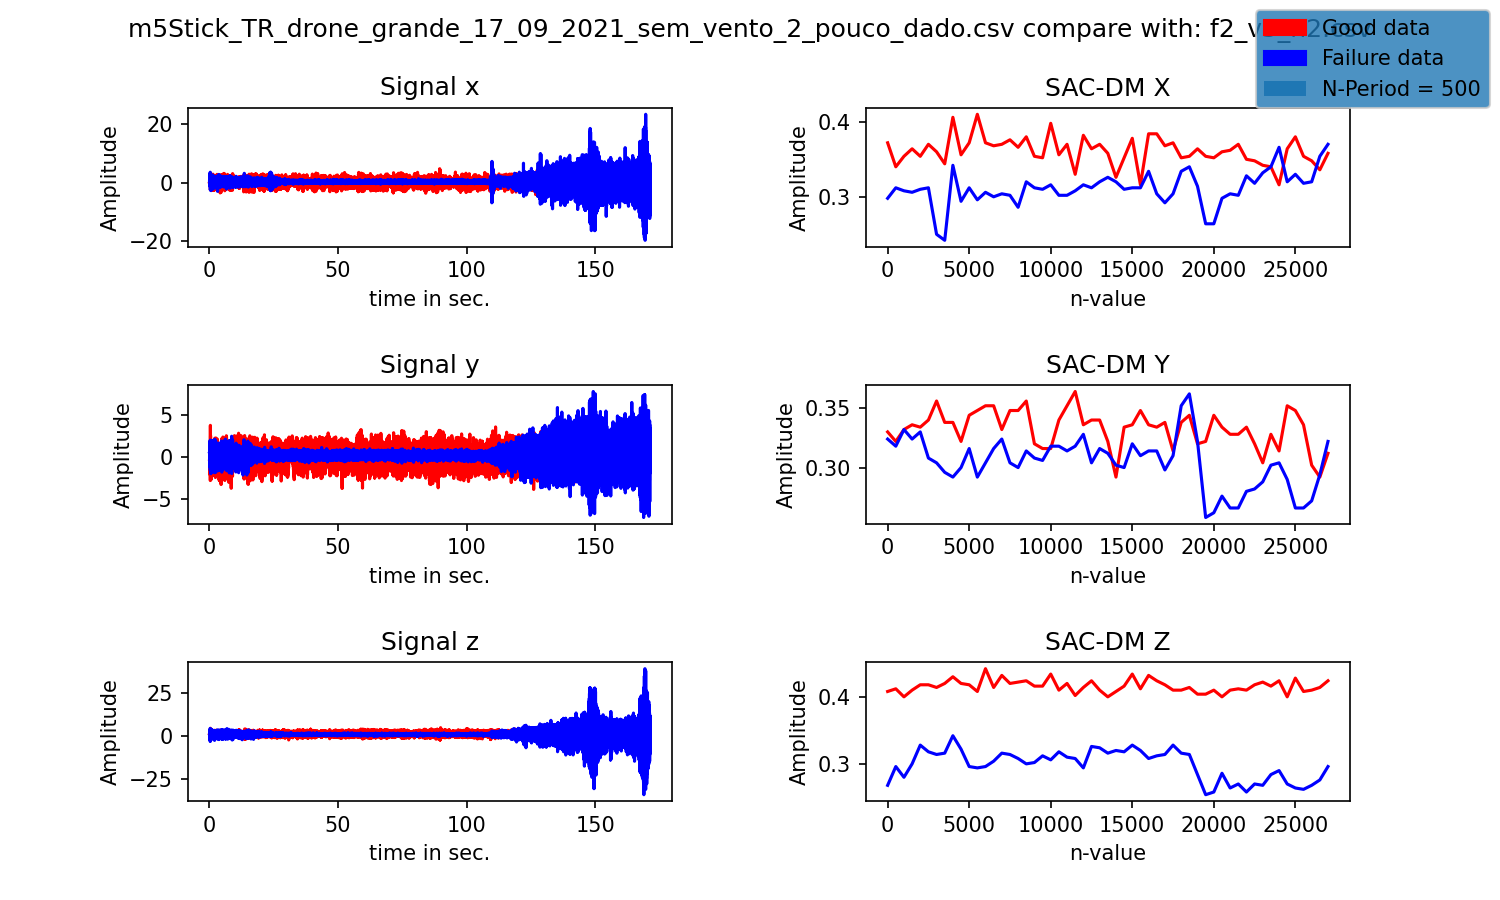 m5Stick_TR_drone_grande_17_09_2021_sem_vento_2_pouco_dado.csv compare with:
Good data
Failure data
N-Period = 500
Signal x
Amplitude
20
0
−20
0 50 100 150
time in sec.
SAC-DM X
Amplitude
0.4
0.3
0 5000 10000 15000 20000 25000
n-value
Signal y
Amplitude
5
0
−5
0 50 100 150
time in sec.
SAC-DM Y
Amplitude
0.35
0.30
0 5000 10000 15000 20000 25000
n-value
Signal z
Amplitude
25
0
−25
0 50 100 150
time in sec.
SAC-DM Z
Amplitude
0.4
0.3
0 5000 10000 15000 20000 25000
n-value